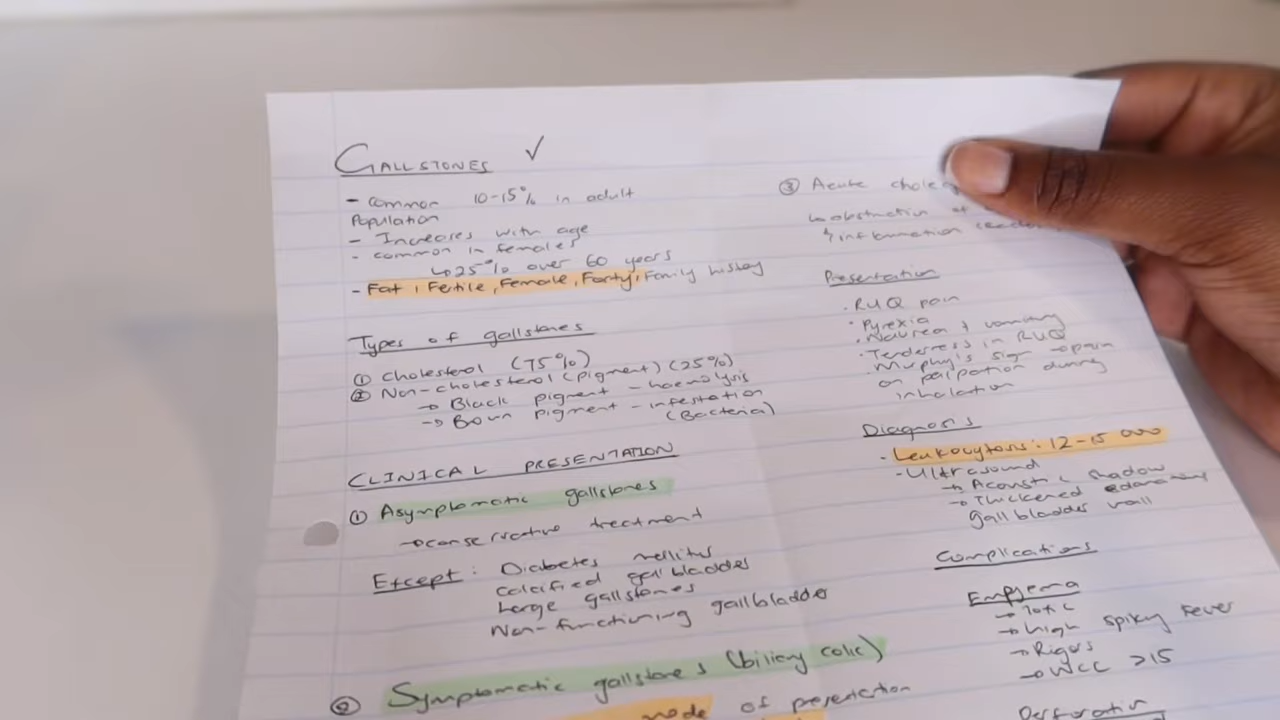 GALLSTONES ✓
- common 10-15% in adult
Population
- Increases with age
- common in females
↳25% over 60 years
- Fat, Fertile, Female, Forty, Family history
Types of gallstones
① Cholesterol (75%)
② Non-cholesterol (pigment) (25%)
→ Black pigment - haemolysis
→ Bown pigment - infestation
(Bacteria)
CLINICAL PRESENTATION
① Asymptomatic gallstones
→conservative treatment
Except: Diabetes mellitus
Calcified gallbladder
Large gallstones
Non-functioning gallbladder
② Symptomatic gallstones (biliary colic)
mode of presentation
③ Acute
↳ obstruction
& inflammation
Presentation
· RUQ pain
· Pyrexia
· Nausea & vomiting
· Tenderness in RUQ
· Murphy's sign →pain
on palpation during
inhalation
Diagnosis
· Leukocytosis: 12-15 000
· Ultrasound
→ Acoustic shadow
→ Thickened edematous
gallbladder wall
Complications
Empyema
→ Toxic
→ high spiky fever
→ Rigors
→ WCC >15
Perforation